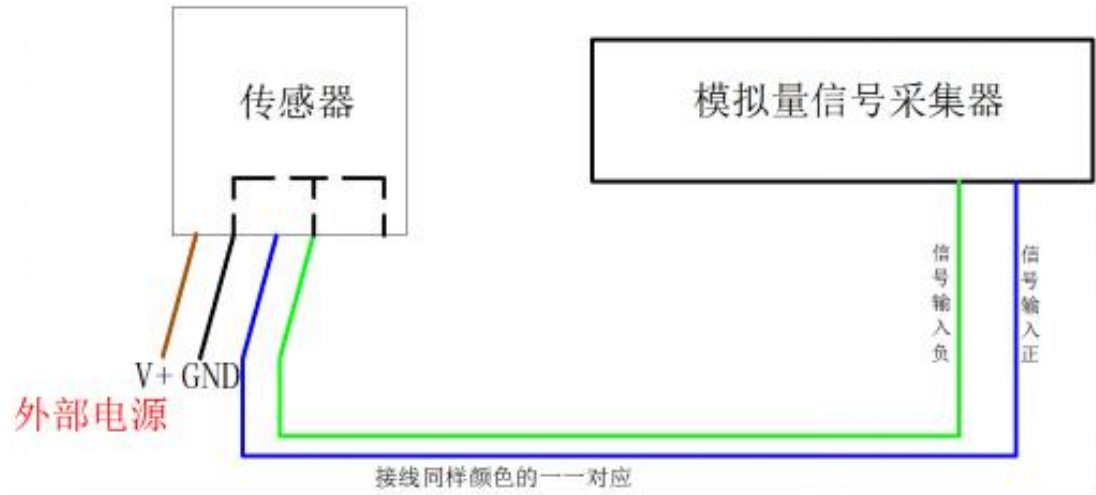 传感器
模拟量信号采集器
信号输入负
信号输入正
V+ GND
外部电源
接线同样颜色的一一对应